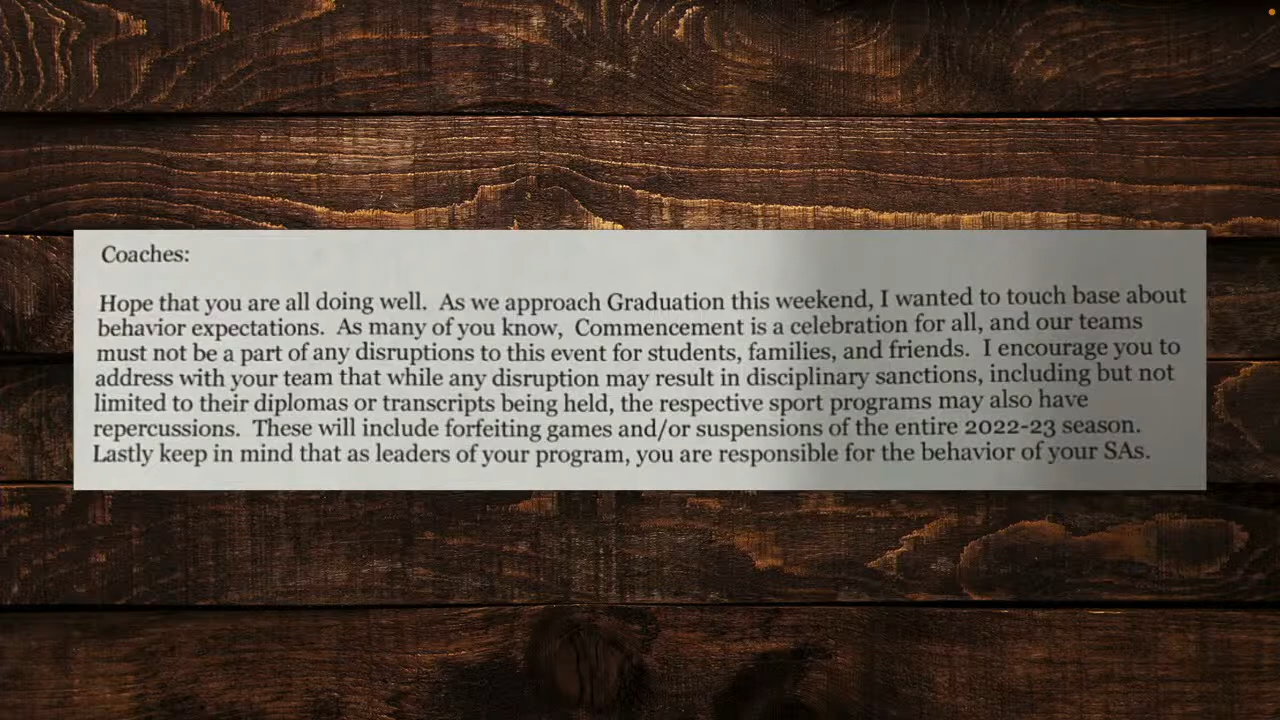 Coaches:
Hope that you are all doing well. As we approach Graduation this weekend, I wanted to touch base about
behavior expectations. As many of you know, Commencement is a celebration for all, and our teams
must not be a part of any disruptions to this event for students, families, and friends. I encourage you to
address with your team that while any disruption may result in disciplinary sanctions, including but not
limited to their diplomas or transcripts being held, the respective sport programs may also have
repercussions. These will include forfeiting games and/or suspensions of the entire 2022-23 season.
Lastly keep in mind that as leaders of your program, you are responsible for the behavior of your SAs.